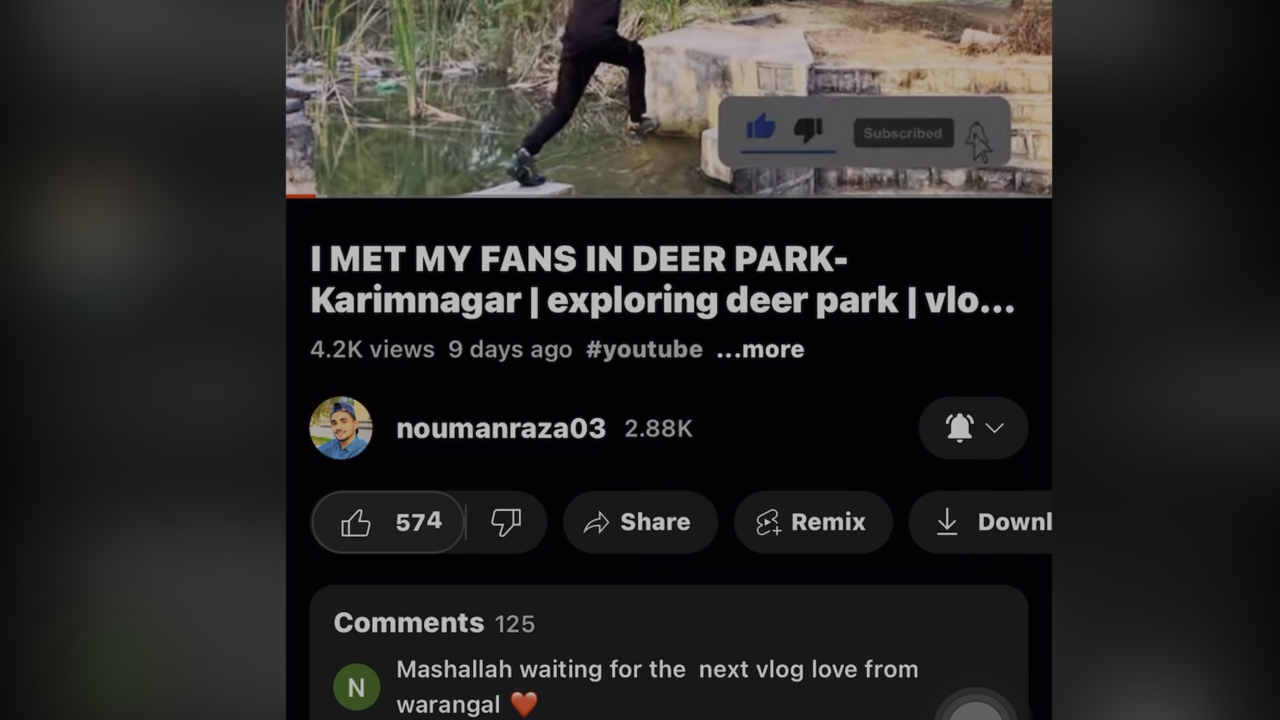 Subscribed
I MET MY FANS IN DEER PARK-
Karimnagar | exploring deer park | vlo...
4.2K views 9 days ago #youtube ...more
noumanraza03 2.88K
574 Share Remix Downl
Comments 125
N
Mashallah waiting for the next vlog love from
warangal ❤️